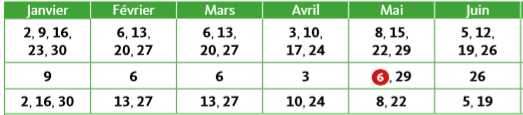 Janvier Février Mars Avril Mai Juin
2, 9, 16, 6, 13, 6, 13, 3, 10, 8, 15, 5, 12,
23, 30 20, 27 20, 27 17, 24 22, 29 19, 26
9 6 6 3 6, 29 26
2, 16, 30 13, 27 13, 27 10, 24 8, 22 5, 19